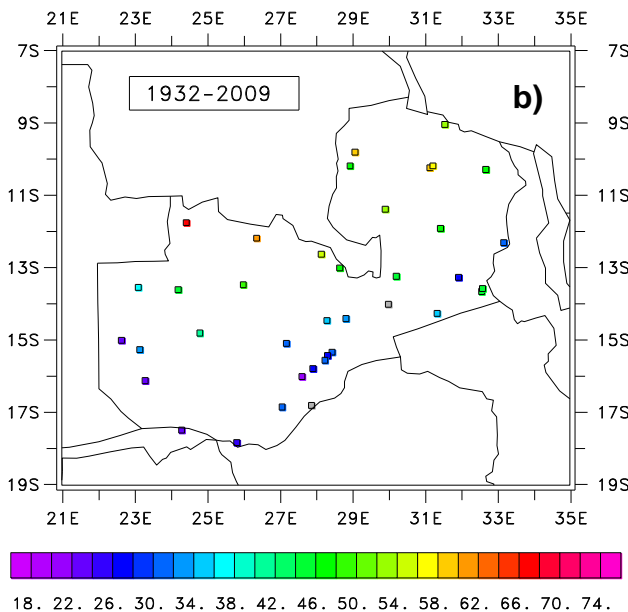 21E 23E 25E 27E 29E 31E 33E 35E
7S 7S
1932-2009 b)
9S 9S
11S 11S
13S 13S
15S 15S
17S 17S
19S 19S
21E 23E 25E 27E 29E 31E 33E 35E
18. 22. 26. 30. 34. 38. 42. 46. 50. 54. 58. 62. 66. 70. 74.